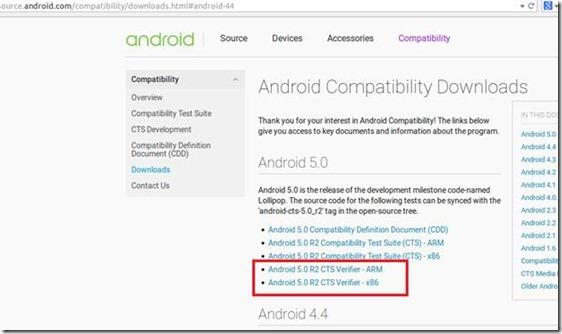 source.android.com/compatibility/downloads.html#android-44
android
Source
Devices
Accessories
Compatibility
Compatibility
Overview
Compatibility Test Suite
CTS Development
Compatibility Definition
Document (CDD)
Downloads
Contact Us
Android Compatibility Downloads
Thank you for your interest in Android Compatibility! The links below
give you access to key documents and information about the program.
Android 5.0
Android 5.0 is the release of the development milestone code-named
Lollipop. The source code for the following tests can be synced with the
'android-cts-5.0_r2' tag in the open-source tree.
Android 5.0 Compatibility Definition Document (CDD)
Android 5.0 R2 Compatibility Test Suite (CTS) - ARM
Android 5.0 R2 Compatibility Test Suite (CTS) - x86
Android 5.0 R2 CTS Verifier - ARM
Android 5.0 R2 CTS Verifier - x86
Android 4.4
IN THIS DO
Android 5.0
Android 4.4
Android 4.3
Android 4.2
Android 4.1
Android 4.0
Android 2.3
Android 2.2
Android 2.1
Android 1.6
CTS Media
Older Andro